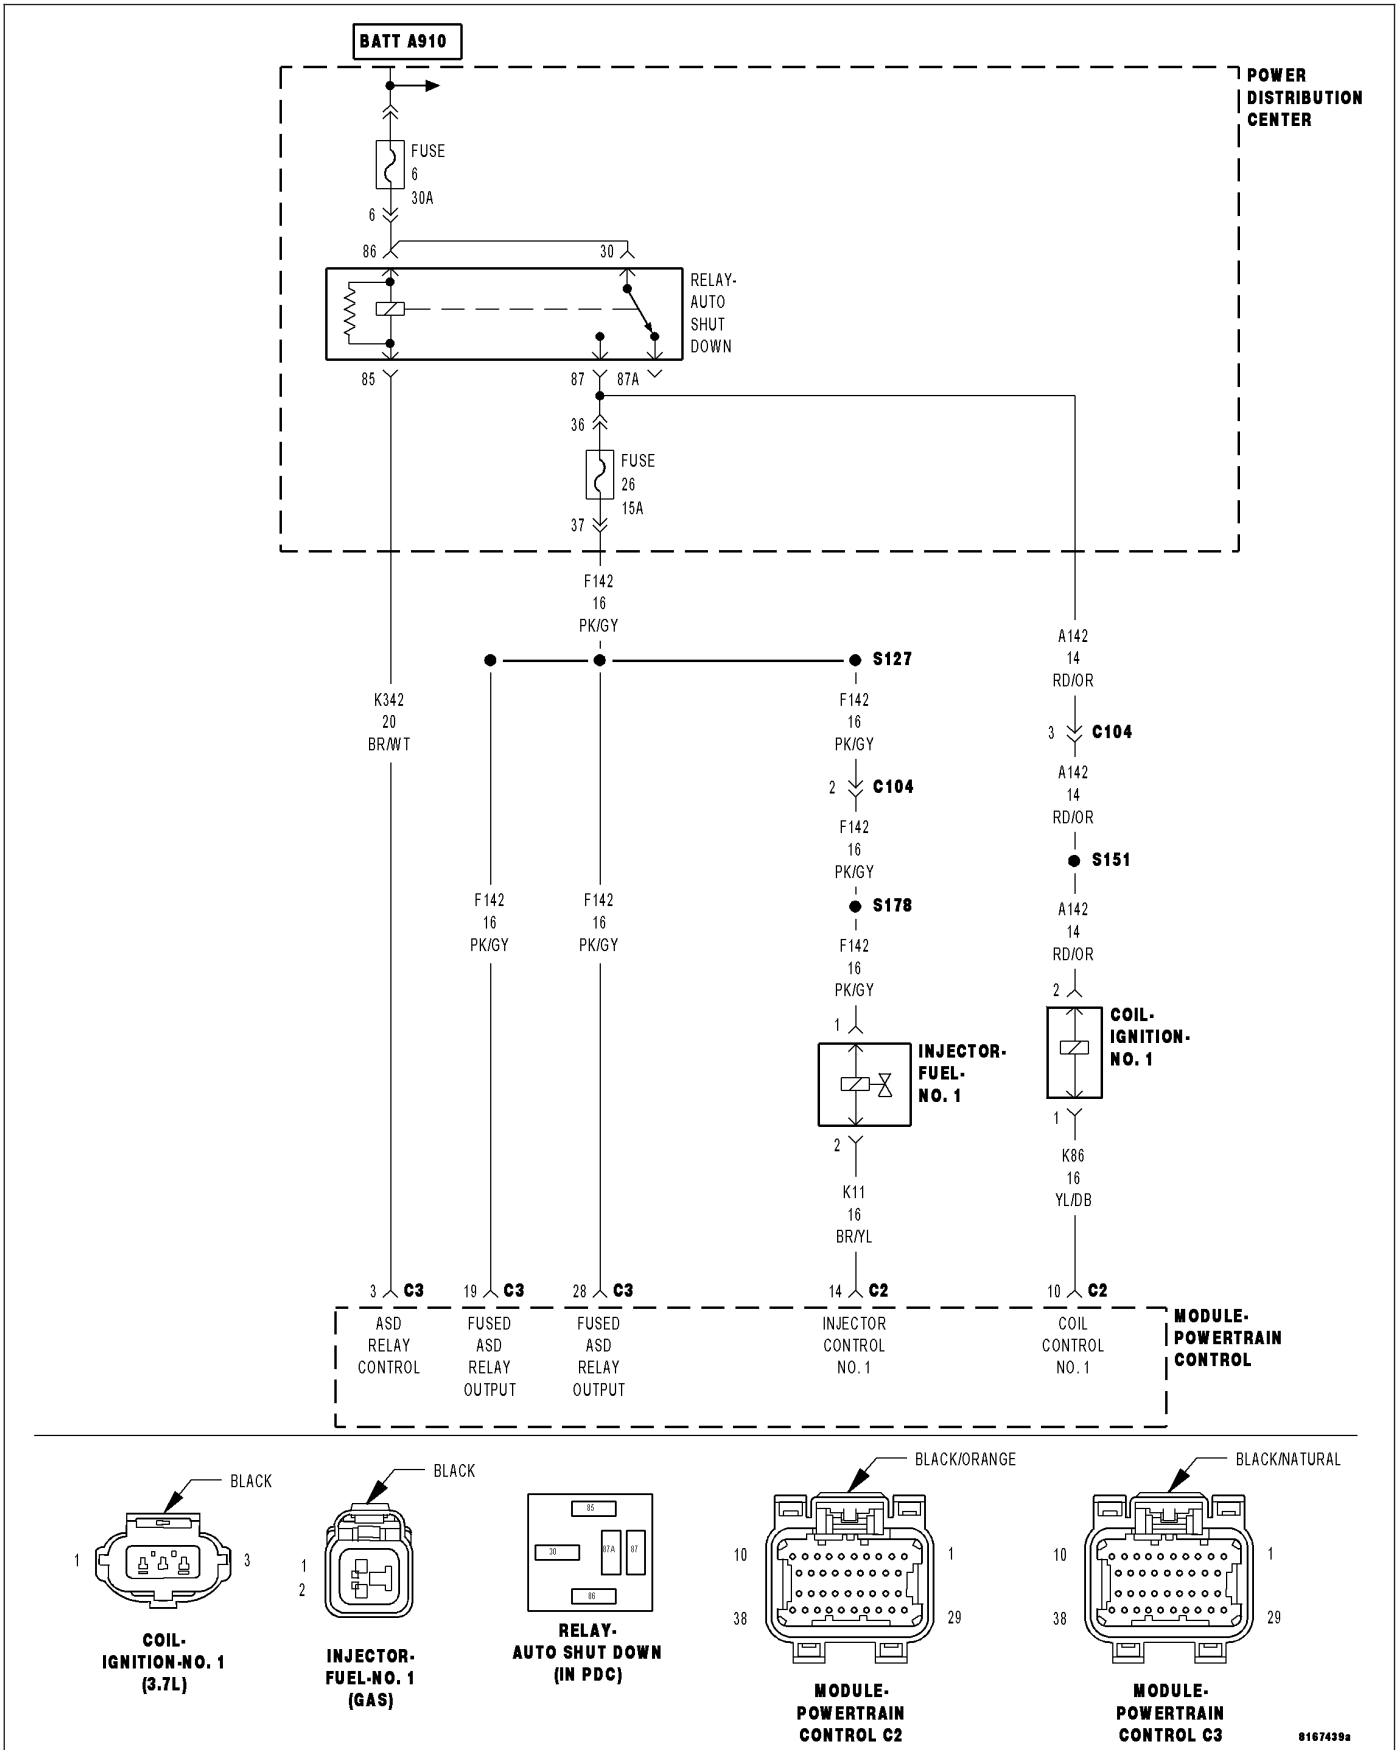 BATT A910
POWER
DISTRIBUTION
CENTER
FUSE
6
30A
6
86
30
RELAY-
AUTO
SHUT
DOWN
85
87
87A
36
FUSE
26
15A
37
F142
16
PK/GY
S127
A142
14
RD/OR
K342
20
BR/WT
F142
16
PK/GY
3
C104
2
C104
A142
14
RD/OR
F142
16
PK/GY
S151
F142
16
PK/GY
F142
16
PK/GY
S178
A142
14
RD/OR
F142
16
PK/GY
2
COIL-
IGNITION-
NO. 1
1
INJECTOR-
FUEL-
NO. 1
1
2
K86
16
YL/DB
K11
16
BR/YL
3 C3
19 C3
28 C3
14 C2
10 C2
ASD
RELAY
CONTROL
FUSED
ASD
RELAY
OUTPUT
FUSED
ASD
RELAY
OUTPUT
INJECTOR
CONTROL
NO. 1
COIL
CONTROL
NO. 1
MODULE-
POWERTRAIN
CONTROL
BLACK
1
3
COIL-
IGNITION-NO. 1
(3.7L)
BLACK
1
2
INJECTOR-
FUEL-NO. 1
(GAS)
85
30
87A
87
86
RELAY-
AUTO SHUT DOWN
(IN PDC)
BLACK/ORANGE
10
1
38
29
MODULE-
POWERTRAIN
CONTROL C2
BLACK/NATURAL
10
1
38
29
MODULE-
POWERTRAIN
CONTROL C3
8167439a